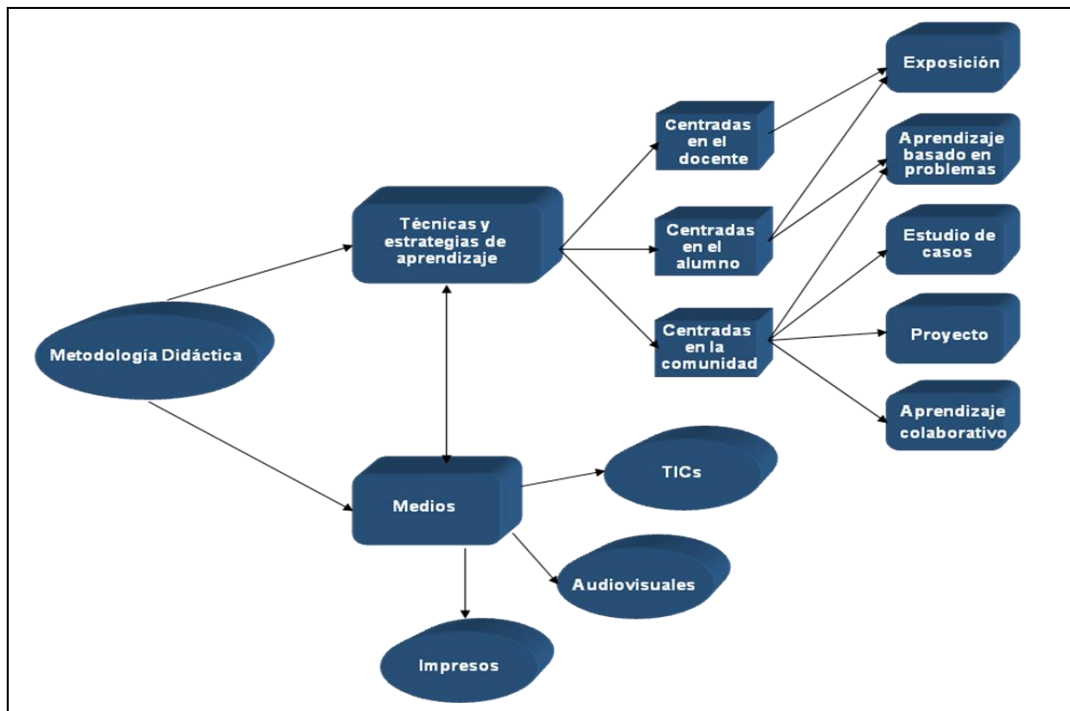 Metodología Didáctica
Técnicas y
estrategias de
aprendizaje
Medios
Centradas
en el
docente
Centradas
en el
alumno
Centradas
en la
comunidad
Exposición
Aprendizaje
basado en
problemas
Estudio de
casos
Proyecto
Aprendizaje
colaborativo
TICs
Audiovisuales
Impresos